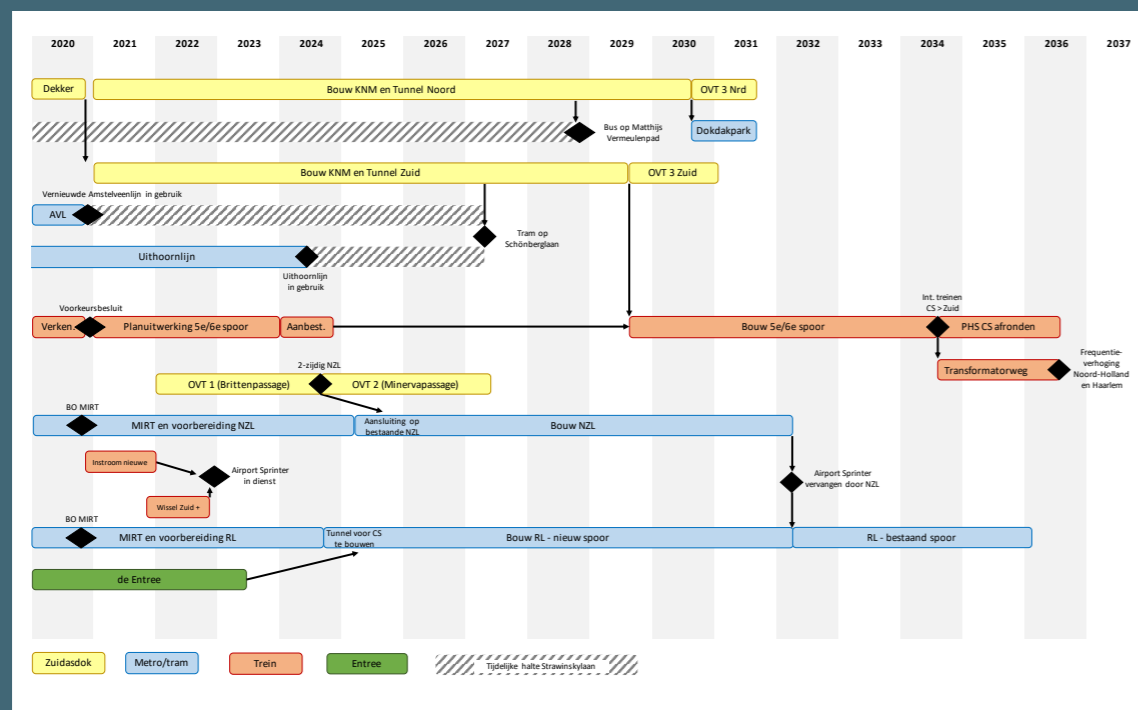 2020 2021 2022 2023 2024 2025 2026 2027 2028 2029 2030 2031 2032 2033 2034 2035 2036 2037
Dekker
Bouw KNM en Tunnel Noord
OVT 3 Nrd
Bus op Matthijs
Vermeulenpad
Dokdakpark
Bouw KNM en Tunnel Zuid
OVT 3 Zuid
Vernieuwde Amstelveenlijn in gebruik
AVL
Tram op
Schönberglaan
Uithoornlijn
Uithoornlijn
in gebruik
Int. treinen
CS > Zuid
Voorkeursbesluit
Verken.
Planuitwerking 5e/6e spoor
Aanbest.
Bouw 5e/6e spoor
PHS CS afronden
Frequentie-
verhoging
Noord-Holland
en Haarlem
2-zijdig NZL
Transformatorweg
OVT 1 (Brittenpassage)
OVT 2 (Minervapassage)
BO MIRT
MIRT en voorbereiding NZL
Aansluiting op
bestaande NZL
Bouw NZL
Instroom nieuwe
Airport Sprinter
in dienst
Airport Sprinter
vervangen door NZL
Wissel Zuid +
BO MIRT
MIRT en voorbereiding RL
Tunnel voor CS
te bouwen
Bouw RL - nieuw spoor
RL - bestaand spoor
de Entree
Zuidasdok
Metro/tram
Trein
Entree
Tijdelijke halte Strawinskylaan